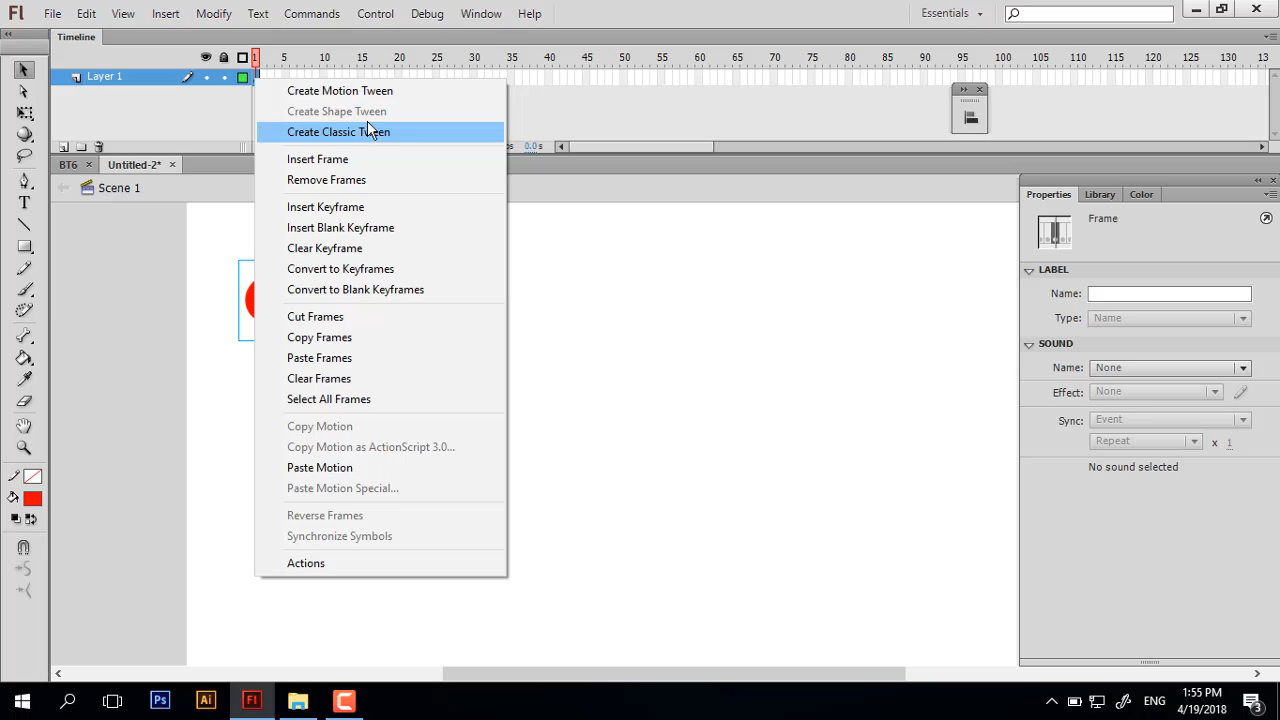 Fl File Edit View Insert Modify Text Commands Control Debug Window Help Essentials
Timeline
1 5 10 15 20 25 30 35 40 45 50 55 60 65 70 75 80 85 90 95 100 105 110 115 120 125 130 13
Layer 1
Create Motion Tween
Create Shape Tween
Create Classic Tween
Insert Frame
Remove Frames
Insert Keyframe
Insert Blank Keyframe
Clear Keyframe
Convert to Keyframes
Convert to Blank Keyframes
Cut Frames
Copy Frames
Paste Frames
Clear Frames
Select All Frames
Copy Motion
Copy Motion as ActionScript 3.0...
Paste Motion
Paste Motion Special...
Reverse Frames
Synchronize Symbols
Actions
0.0s
BT6 Untitled-2*
Scene 1
Properties Library Color
Frame
LABEL
Name:
Type: Name
SOUND
Name: None
Effect: None
Sync: Event
Repeat x 1
No sound selected
T
Ps Ai Fl
ENG
1:55 PM
4/19/2018
3